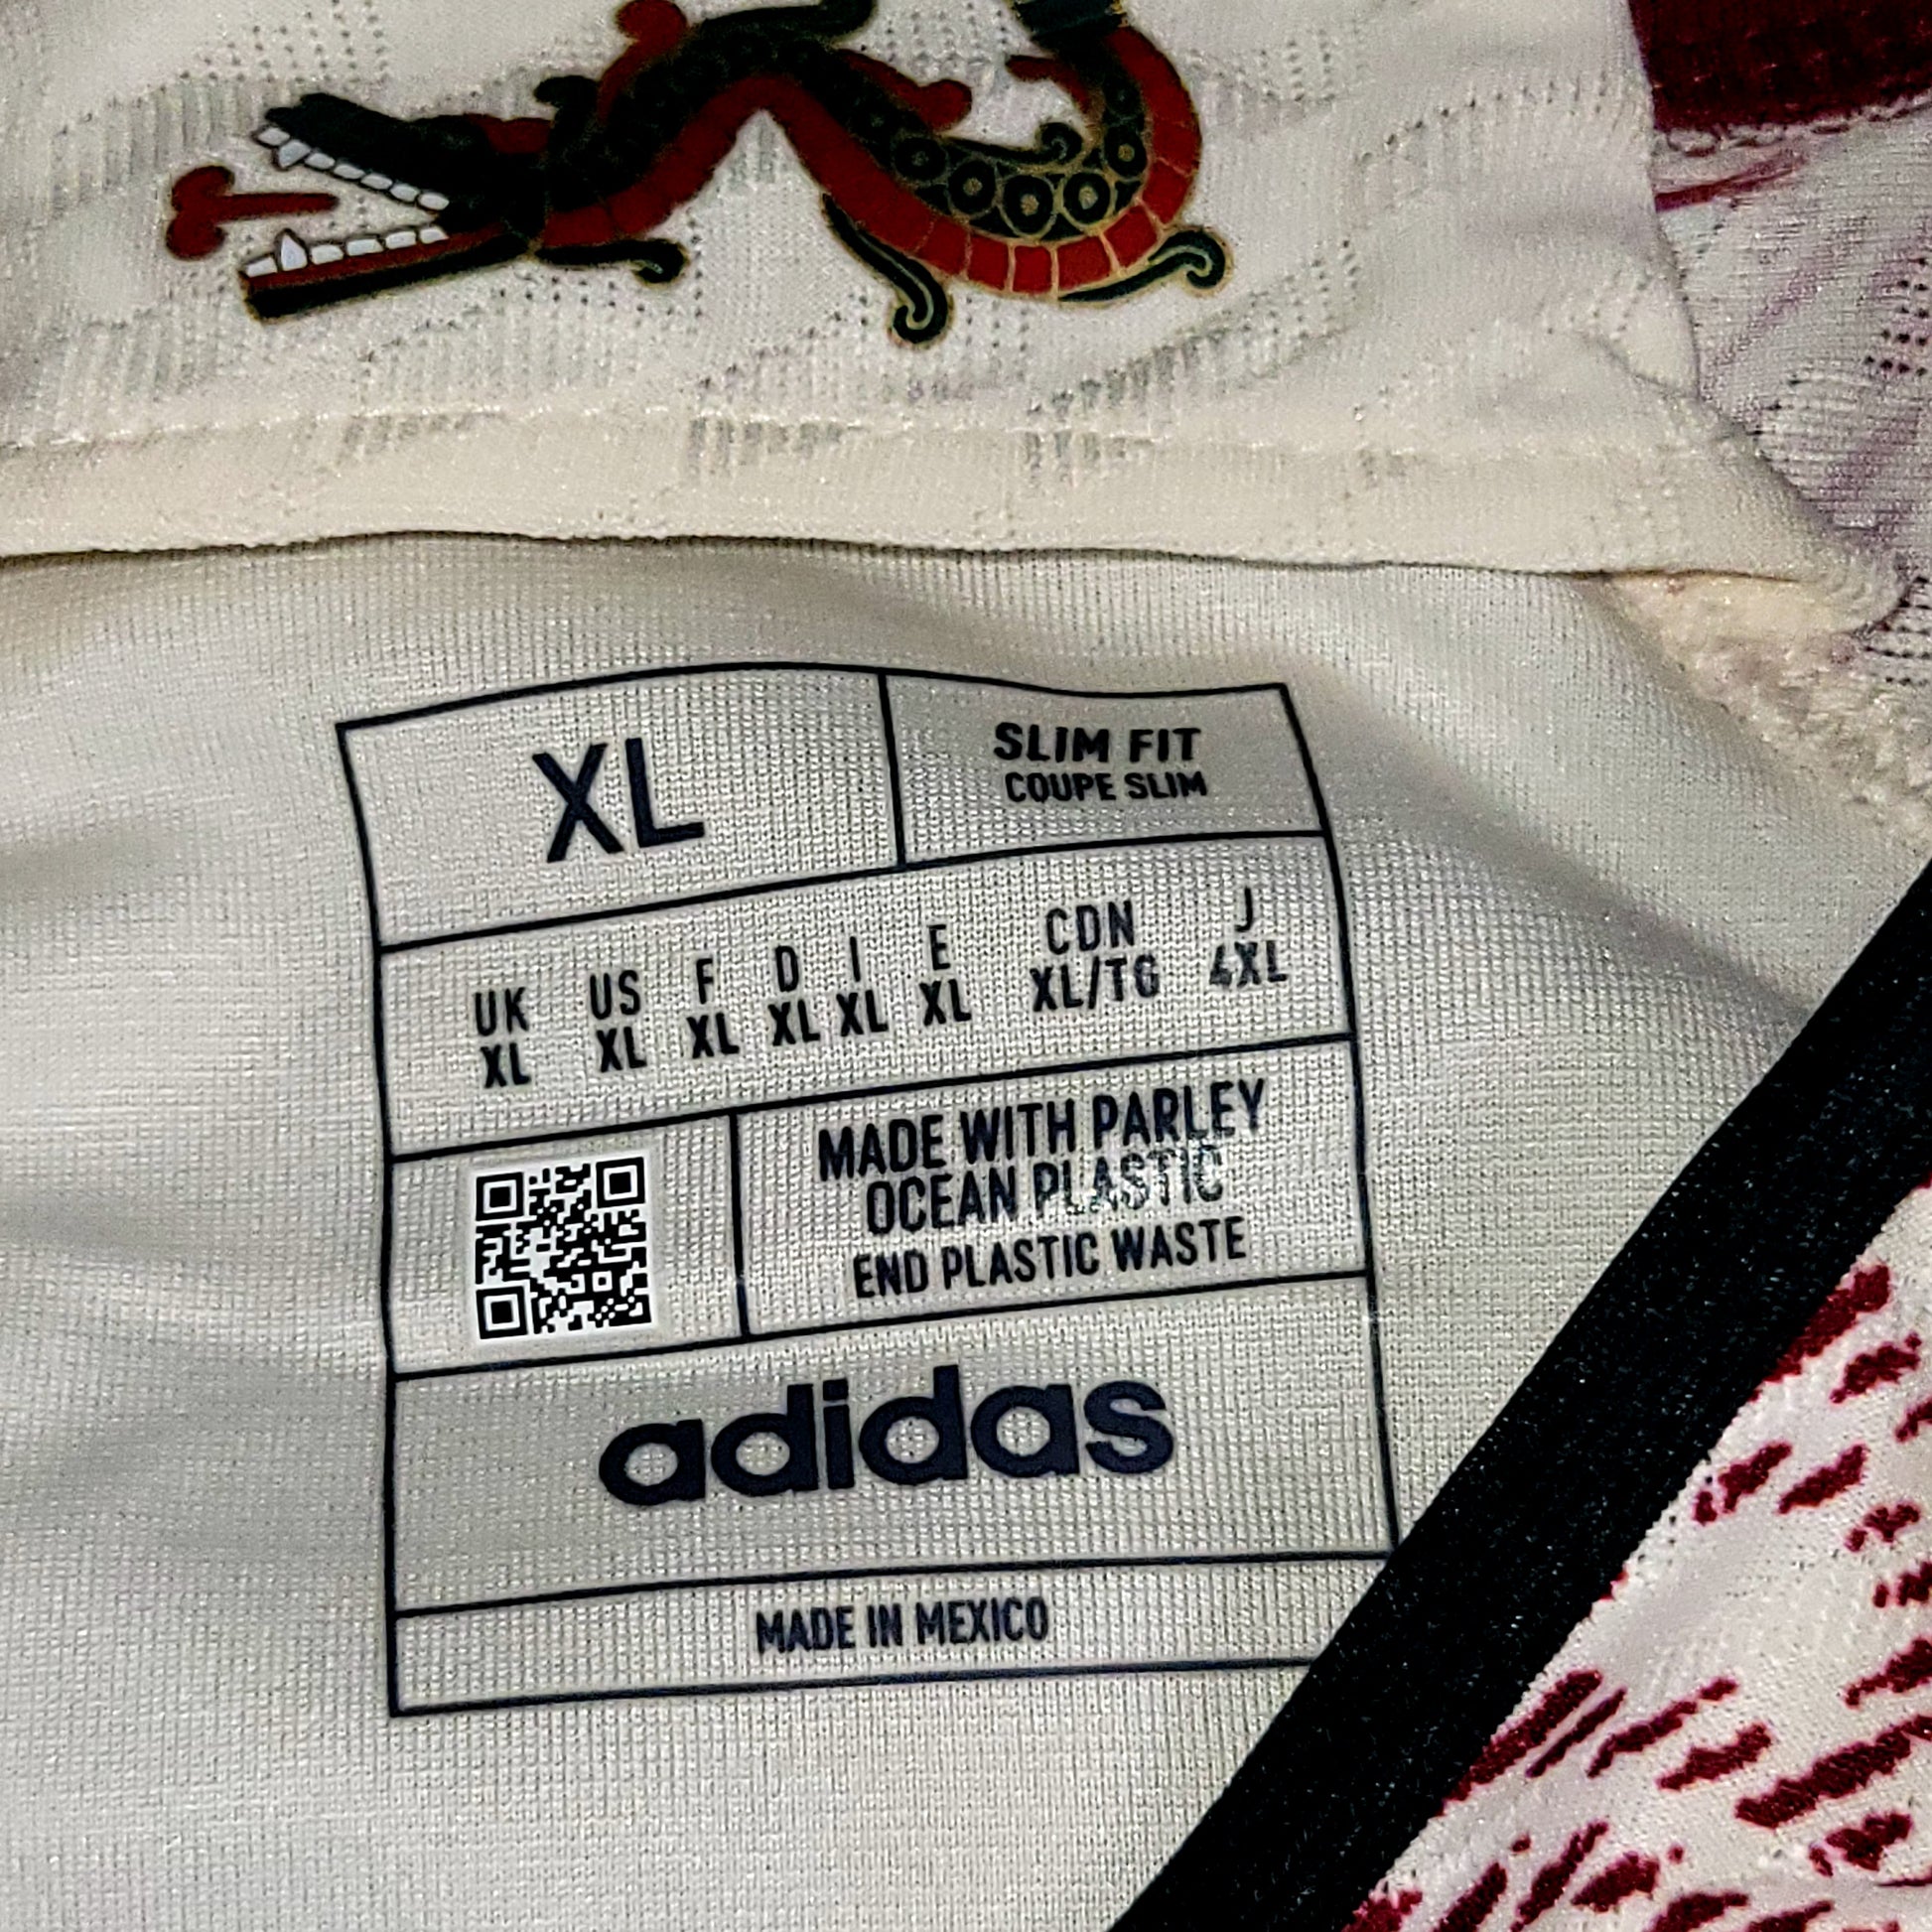 XL
SLIM FIT
COUPE SLIM
UK US F D I E CDN J
XL XL XL XL XL XL XL/TG 4XL
MADE WITH PARLEY
OCEAN PLASTIC
END PLASTIC WASTE
adidas
MADE IN MEXICO